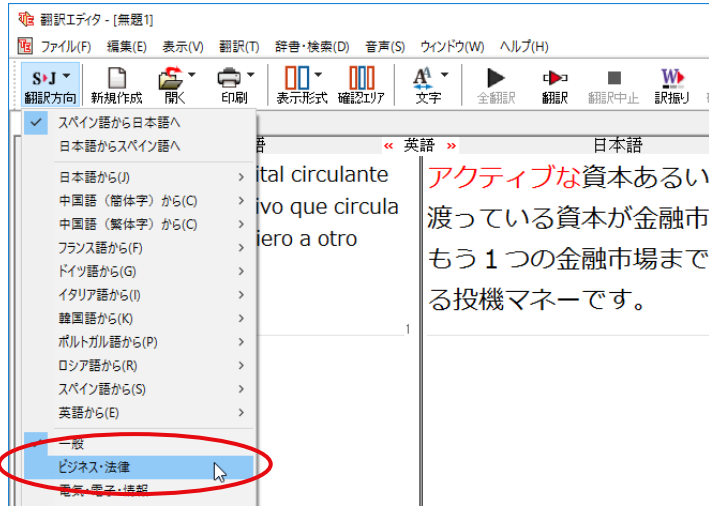 翻訳エディタ - [無題1]
ファイル(F) 編集(E) 表示(V) 翻訳(T) 辞書・検索(D) 音声(S) ウィンドウ(W) ヘルプ(H)
S▸J
翻訳方向 新規作成 開く 印刷 表示形式 確認エリア 文字 全翻訳 翻訳 翻訳中止 訳振り
スペイン語から日本語へ
日本語からスペイン語へ
日本語から(J)
中国語（簡体字）から(C)
中国語（繁体字）から(C)
フランス語から(F)
ドイツ語から(G)
イタリア語から(I)
韓国語から(K)
ポルトガル語から(P)
ロシア語から(R)
スペイン語から(S)
英語から(E)
一般
ビジネス・法律
電気・電子・情報
語 « 英語 » 日本語
ital circulante
ivo que circula
iero a otro
1
アクティブな資本あるい
渡っている資本が金融市
もう１つの金融市場まで
る投機マネーです。